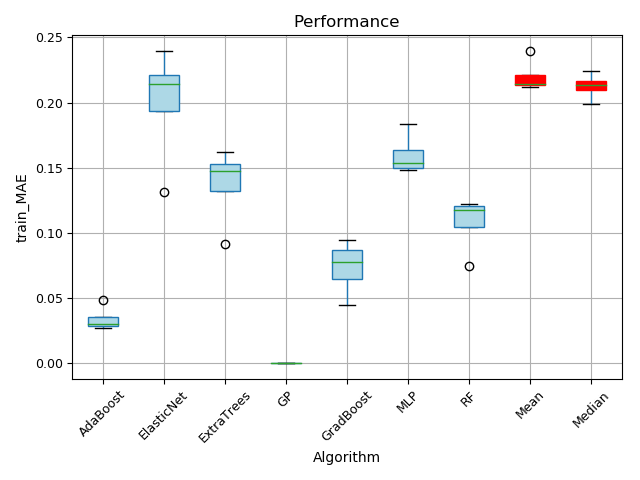 Performance
train_MAE
0.25
0.20
0.15
0.10
0.05
0.00
AdaBoost
ElasticNet
ExtraTrees
GP
GradBoost
MLP
RF
Mean
Median
Algorithm